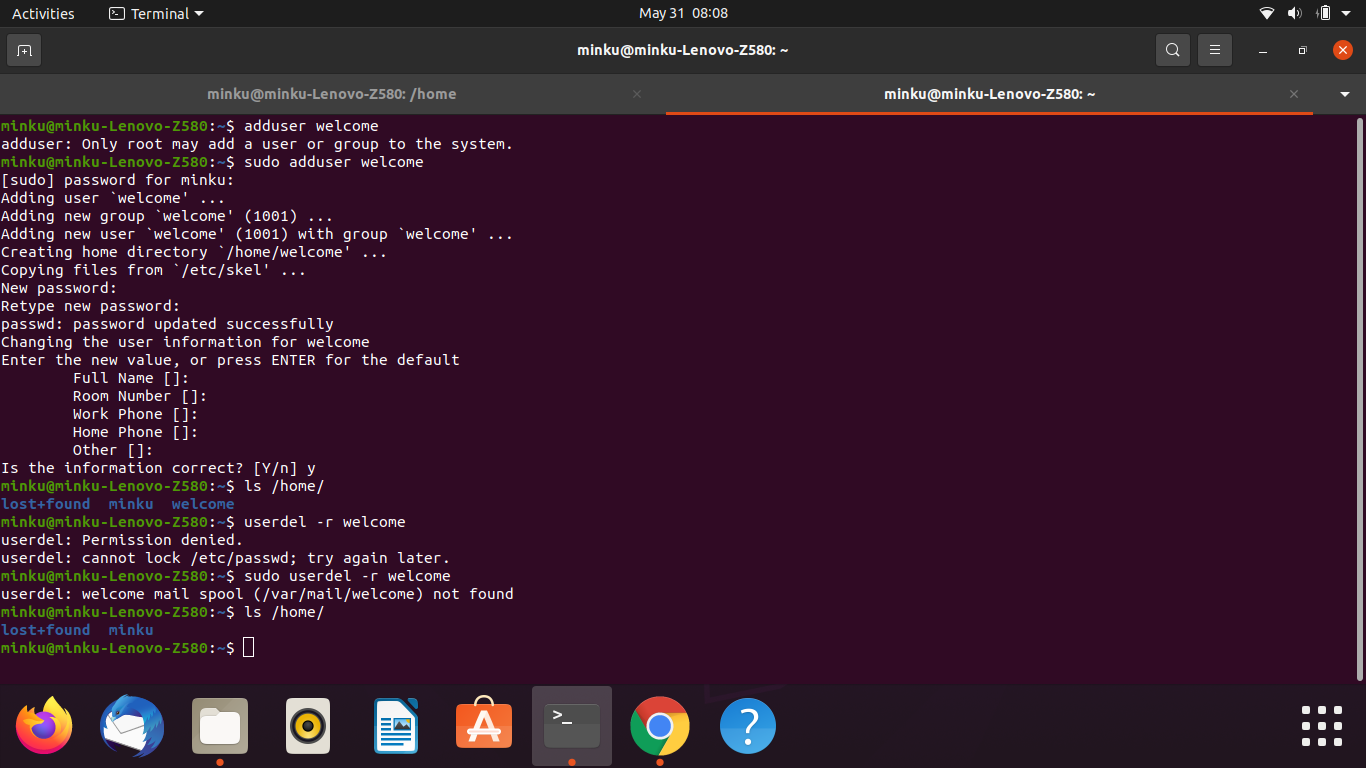 Activities
Terminal
May 31 08:08
minku@minku-Lenovo-Z580: ~
minku@minku-Lenovo-Z580: /home
minku@minku-Lenovo-Z580: ~
minku@minku-Lenovo-Z580:~$ adduser welcome
adduser: Only root may add a user or group to the system.
minku@minku-Lenovo-Z580:~$ sudo adduser welcome
[sudo] password for minku:
Adding user `welcome' ...
Adding new group `welcome' (1001) ...
Adding new user `welcome' (1001) with group `welcome' ...
Creating home directory `/home/welcome' ...
Copying files from `/etc/skel' ...
New password:
Retype new password:
passwd: password updated successfully
Changing the user information for welcome
Enter the new value, or press ENTER for the default
        Full Name []:
        Room Number []:
        Work Phone []:
        Home Phone []:
        Other []:
Is the information correct? [Y/n] y
minku@minku-Lenovo-Z580:~$ ls /home/
lost+found  minku  welcome
minku@minku-Lenovo-Z580:~$ userdel -r welcome
userdel: Permission denied.
userdel: cannot lock /etc/passwd; try again later.
minku@minku-Lenovo-Z580:~$ sudo userdel -r welcome
userdel: welcome mail spool (/var/mail/welcome) not found
minku@minku-Lenovo-Z580:~$ ls /home/
lost+found  minku
minku@minku-Lenovo-Z580:~$